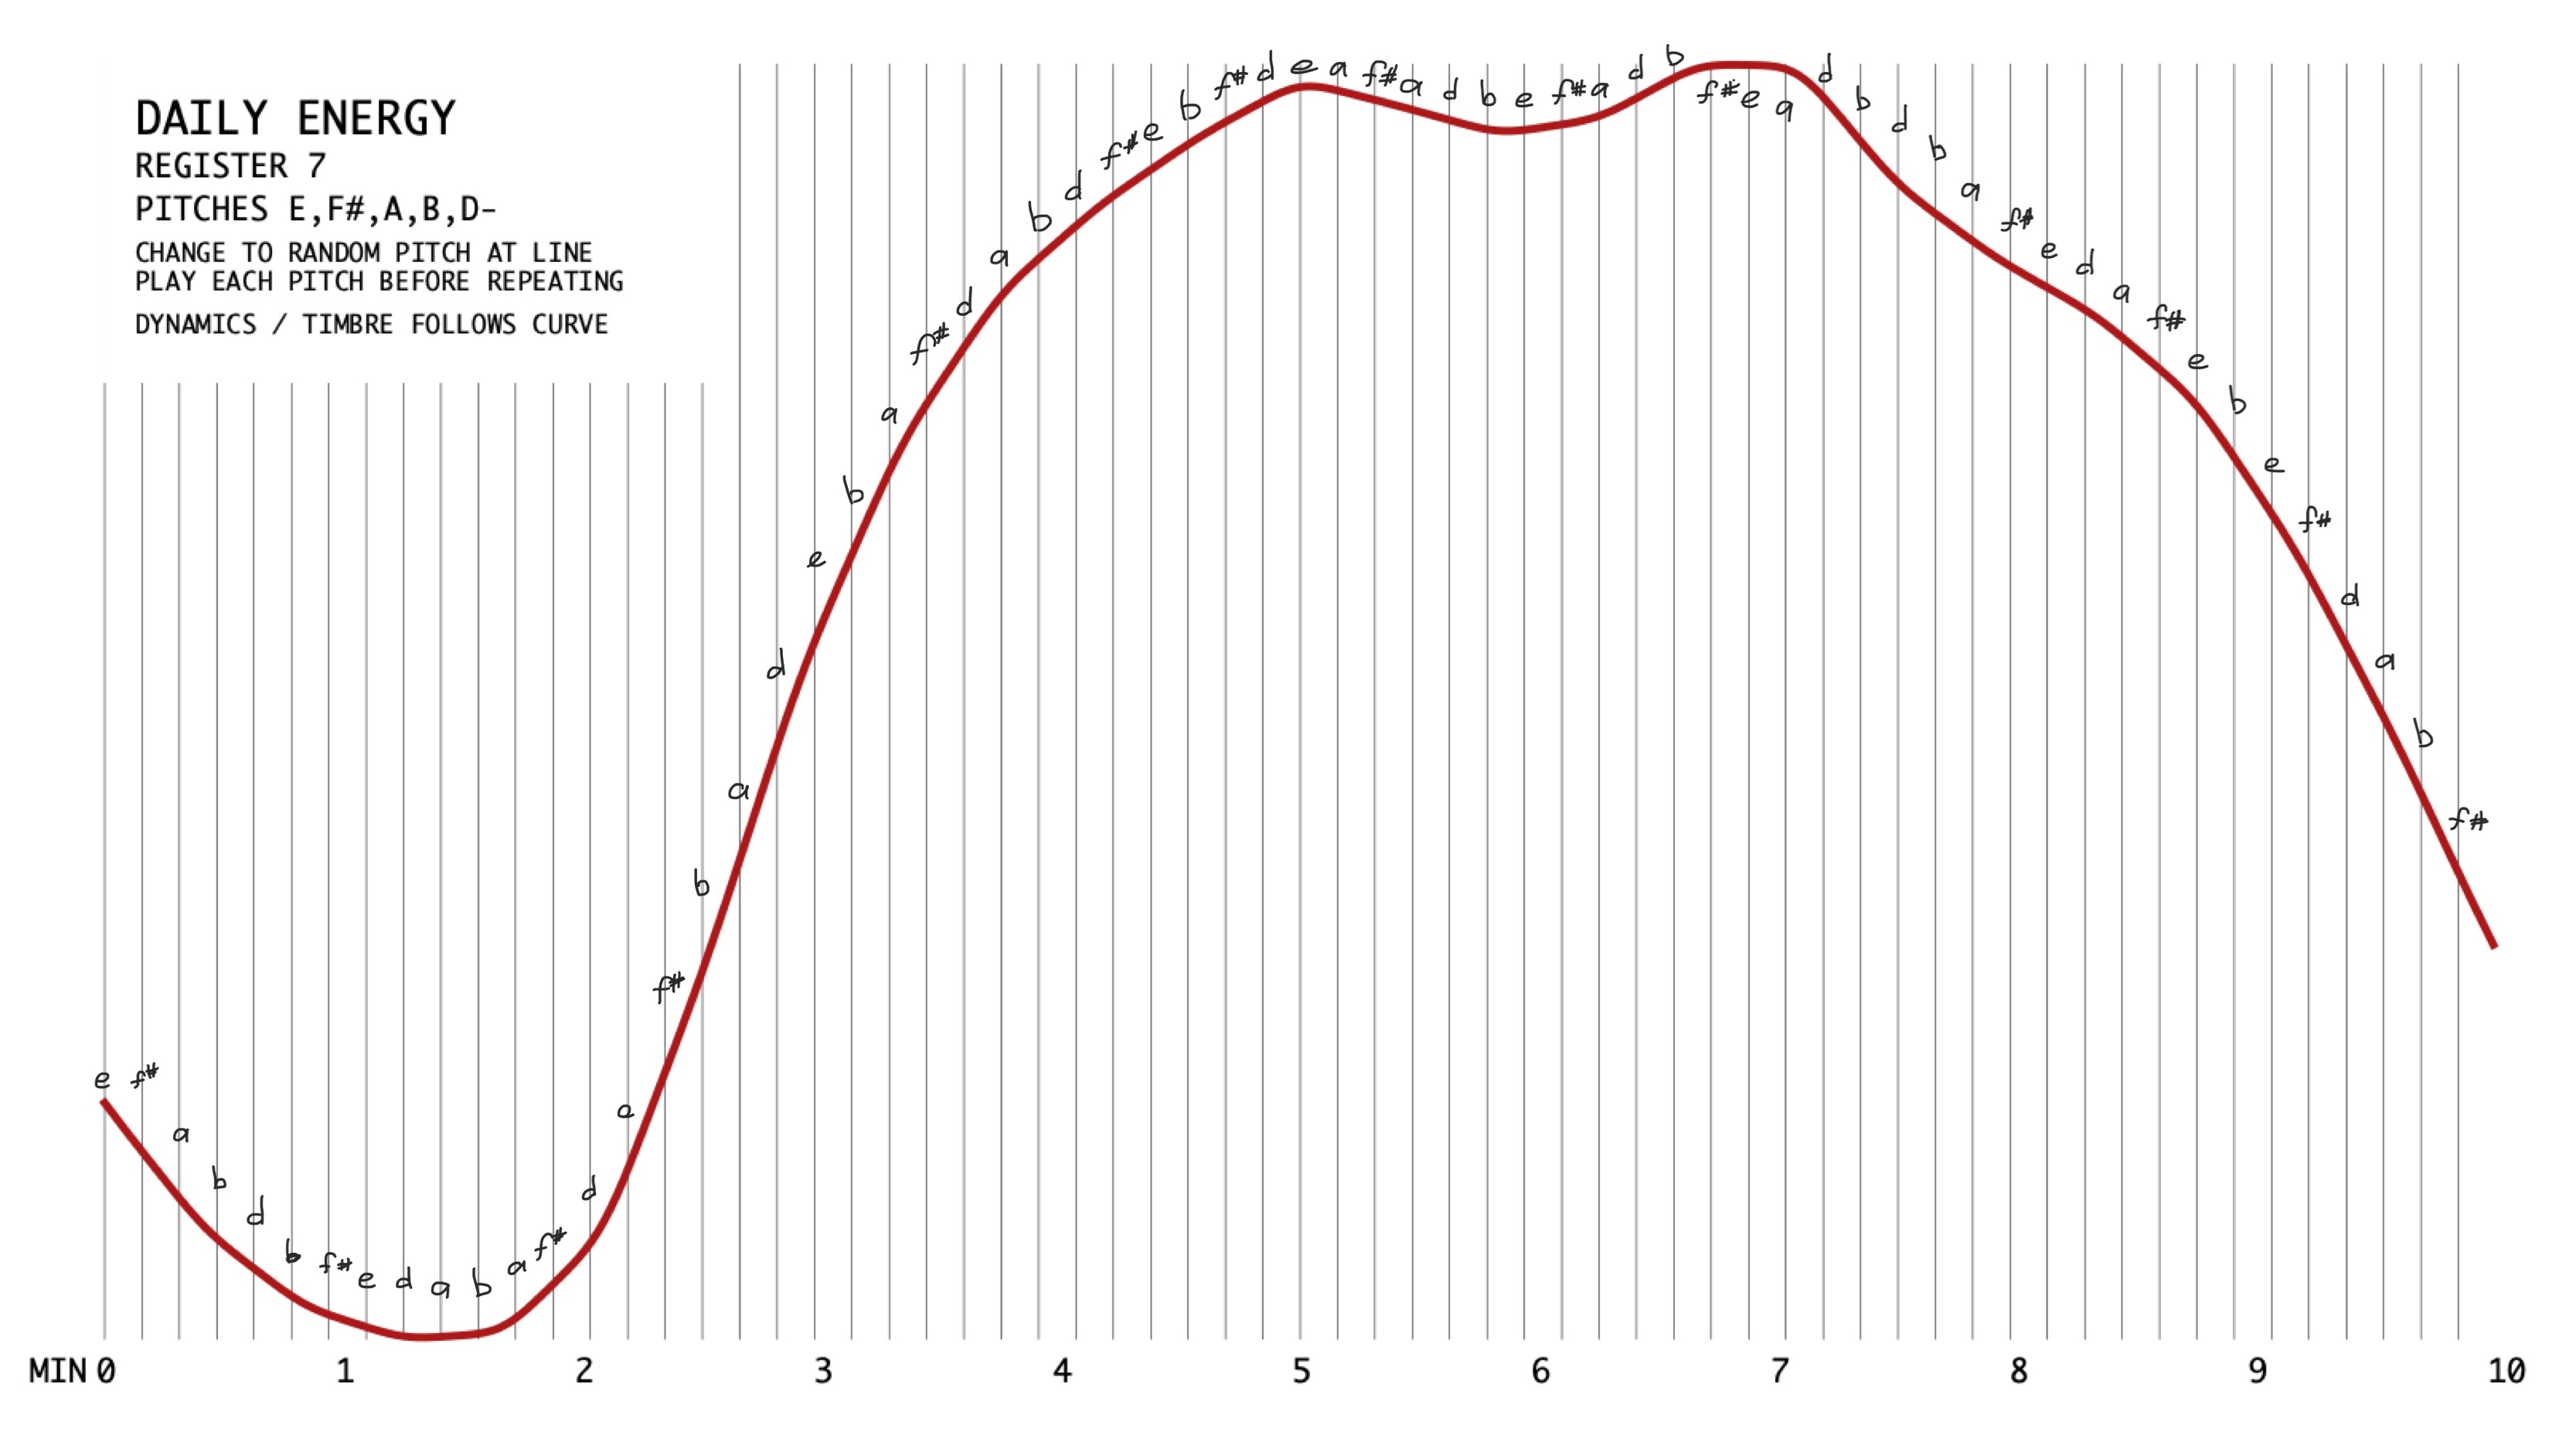 DAILY ENERGY
REGISTER 7
PITCHES E,F#,A,B,D-
CHANGE TO RANDOM PITCH AT LINE
PLAY EACH PITCH BEFORE REPEATING
DYNAMICS / TIMBRE FOLLOWS CURVE
e f# a b d b f# e d a b a f# d e f# b a d e b a f# d a b d f# e b f# d e a f# a d b e f# a d b f# e a d b d b a f# e d a f# e b e f# d a b f#
MIN 0 1 2 3 4 5 6 7 8 9 10